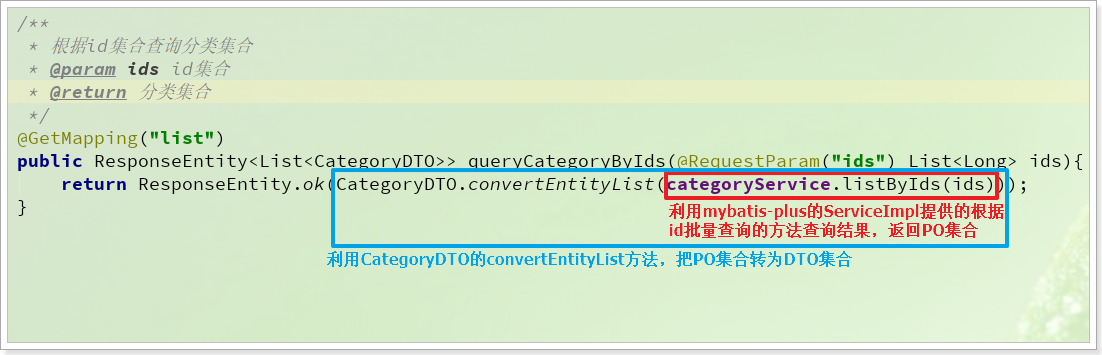 /**
 * 根据id集合查询分类集合
 * @param ids id集合
 * @return 分类集合
 */
@GetMapping("list")
public ResponseEntity<List<CategoryDTO>> queryCategoryByIds(@RequestParam("ids") List<Long> ids){
    return ResponseEntity.ok(CategoryDTO.convertEntityList(categoryService.listByIds(ids)));
}
利用mybatis-plus的ServiceImpl提供的根据
id批量查询的方法查询结果，返回PO集合
利用CategoryDTO的convertEntityList方法，把PO集合转为DTO集合